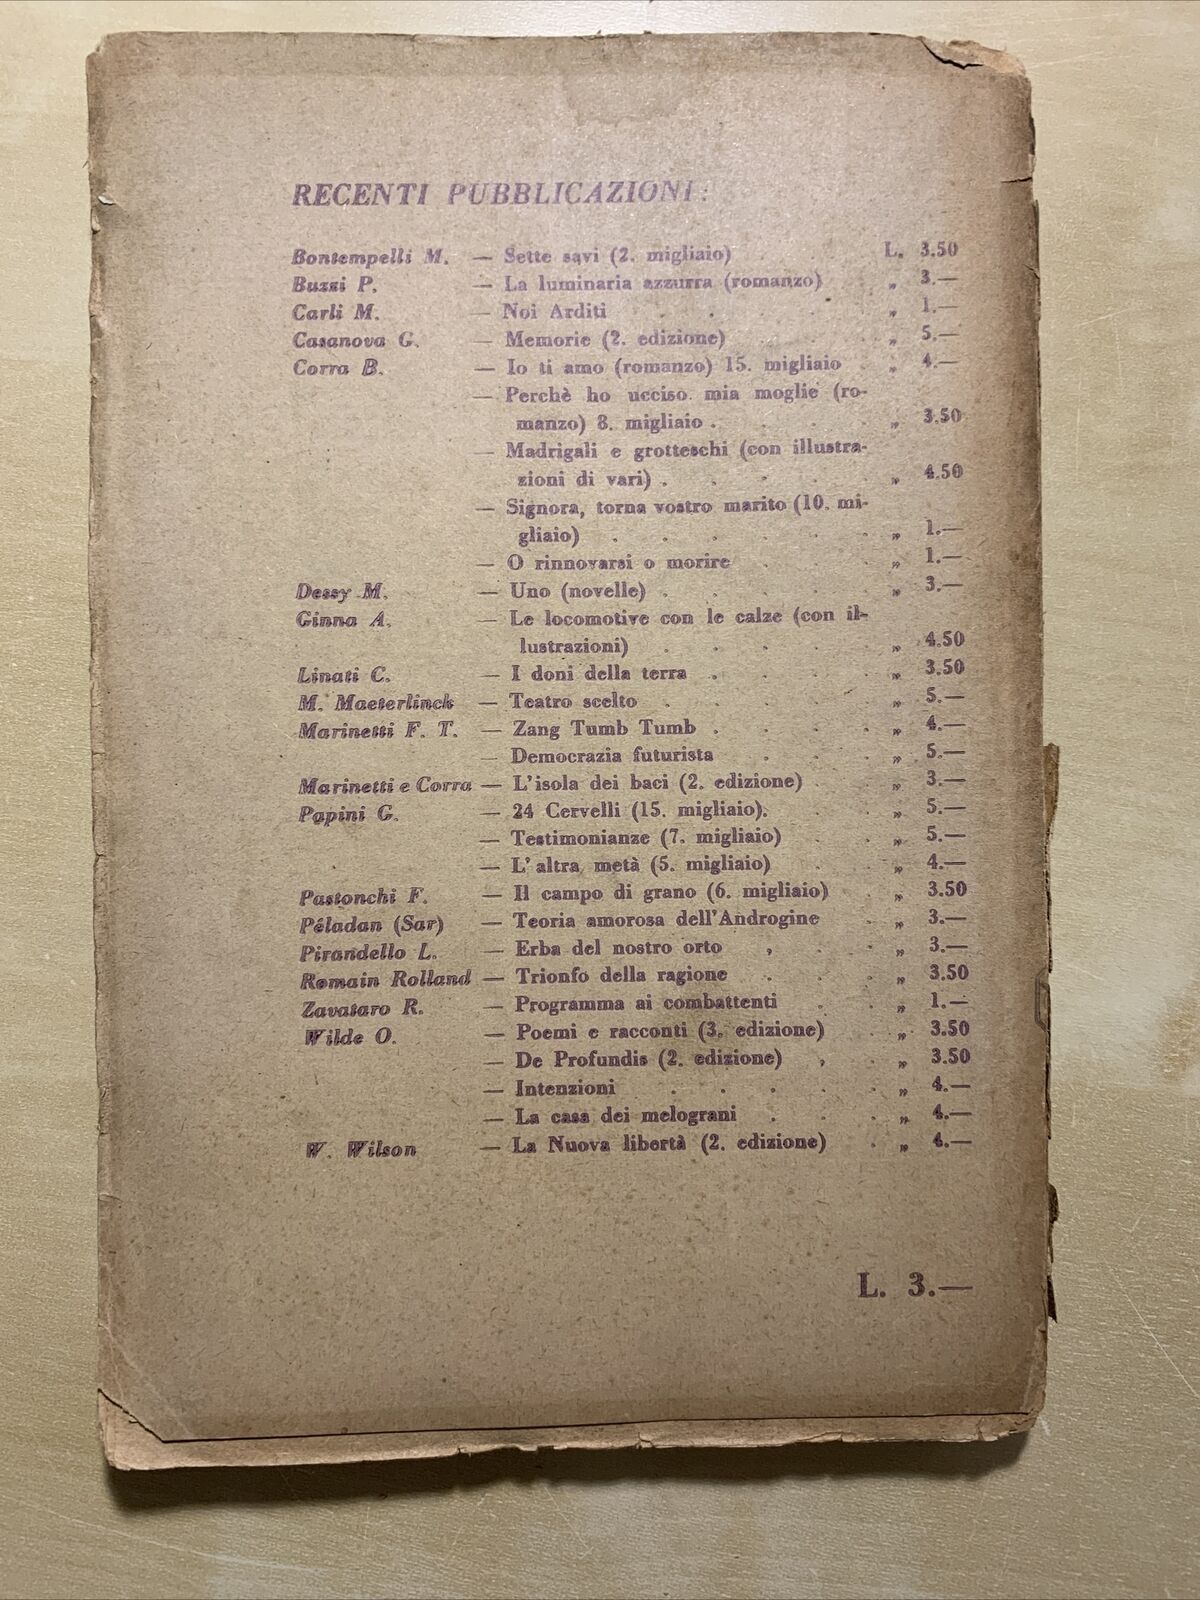 RECENTI PUBBLICAZIONI:
Bontempelli M. — Sette savi (2. migliaio) L. 3.50
Buzzi P. — La luminaria azzurra (romanzo) „ 3.—
Carli M. — Noi Arditi . . . „ 1.—
Casanova G. — Memorie (2. edizione) . . „ 5.—
Corra B. — Io ti amo (romanzo) 15. migliaio „ 4.—
— Perchè ho ucciso mia moglie (ro-
manzo) 8. migliaio . . . . „ 3.50
— Madrigali e grotteschi (con illustra-
zioni di vari) . . . . . „ 4.50
— Signora, torna vostro marito (10. mi-
gliaio) . . . . . . „ 1.—
— O rinnovarsi o morire . . . „ 1.—
Dessy M. — Uno (novelle) . . . . . „ 3.—
Ginna A. — Le locomotive con le calze (con il-
lustrazioni) . . . . . „ 4.50
Linati C. — I doni della terra . . . . „ 3.50
M. Maeterlinck — Teatro scelto . . . . . „ 5.—
Marinetti F. T. — Zang Tumb Tumb . . . . „ 4.—
— Democrazia futurista . . . „ 5.—
Marinetti e Corra — L'isola dei baci (2. edizione) . „ 3.—
Papini G. — 24 Cervelli (15. migliaio). . . „ 5.—
— Testimonianze (7. migliaio) . . „ 5.—
— L'altra metà (5. migliaio) . . „ 4.—
Pastonchi F. — Il campo di grano (6. migliaio) . „ 3.50
Péladan (Sar) — Teoria amorosa dell'Androgine . „ 3.—
Pirandello L. — Erba del nostro orto , . . „ 3.—
Romain Rolland — Trionfo della ragione . . . „ 3.50
Zavataro R. — Programma ai combattenti . . „ 1.—
Wilde O. — Poemi e racconti (3. edizione) . „ 3.50
— De Profundis (2. edizione) , . „ 3.50
— Intenzioni . . . . . „ 4.—
— La casa dei melograni . . . „ 4.—
W. Wilson — La Nuova libertà (2. edizione) . „ 4.—
L. 3.—